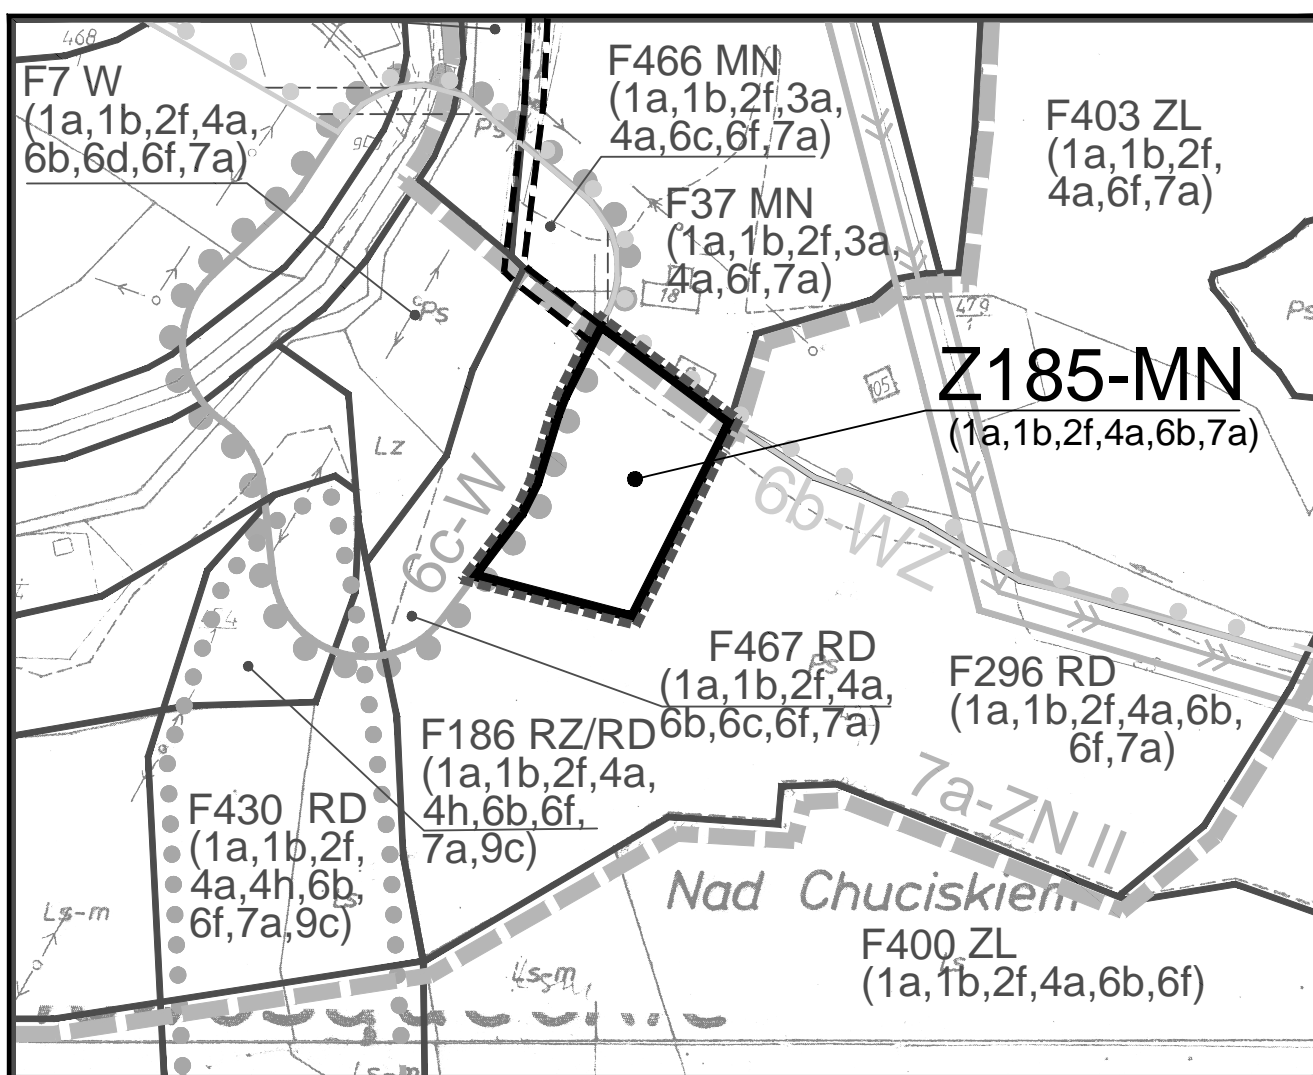 468
F7 W
(1a,1b,2f,4a,
6b,6d,6f,7a)
F466 MN
(1a,1b,2f,3a,
4a,6c,6f,7a)
F403 ZL
(1a,1b,2f,
4a,6f,7a)
Ps
F37 MN
(1a,1b,2f,3a,
4a,6f,7a)
18
Ps
479
1
Ps
Z185-MN
(1a,1b,2f,4a,6b,7a)
105
Lz
6c-W
6b-WZ
F467 RD
(1a,1b,2f,4a,
6b,6c,6f,7a)
Ps
F296 RD
(1a,1b,2f,4a,6b,
6f,7a)
F186 RZ/RD
(1a,1b,2f,4a,
4h,6b,6f,
7a,9c)
F430 RD
(1a,1b,2f,
4a,4h,6b,
6f,7a,9c)
Ls
7a-ZN II
Ls-m
Nad Chuciskiem
F400 ZL
(1a,1b,2f,4a,6b,6f)
Ls
Ls-m
Ls-m